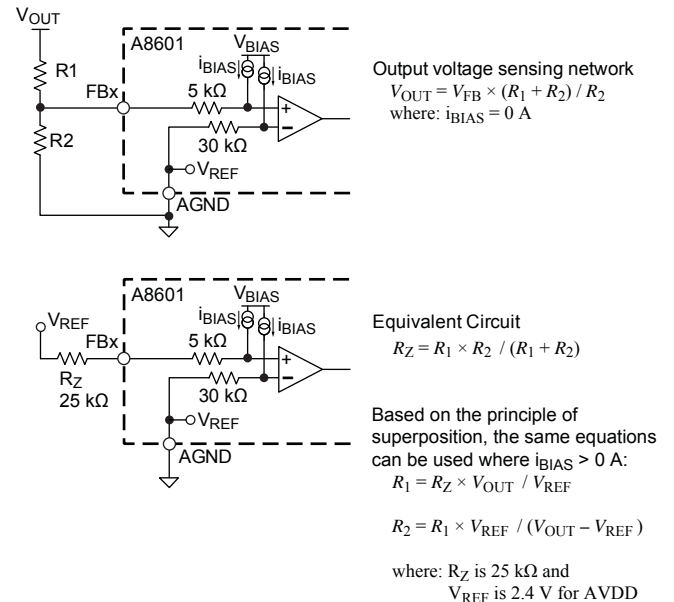 VOUT
A8601
VBIAS
iBIAS
iBIAS
R1
FBx
5 kΩ
+
–
R2
30 kΩ
VREF
AGND
Output voltage sensing network
VOUT = VFB × (R1 + R2) / R2
where: iBIAS = 0 A
A8601
VBIAS
iBIAS
iBIAS
VREF
FBx
5 kΩ
+
–
RZ
25 kΩ
30 kΩ
VREF
AGND
Equivalent Circuit
RZ = R1 × R2 / (R1 + R2)
Based on the principle of
superposition, the same equations
can be used where iBIAS > 0 A:
R1 = RZ × VOUT / VREF
R2 = R1 × VREF / (VOUT – VREF )
where: RZ is 25 kΩ and
VREF is 2.4 V for AVDD